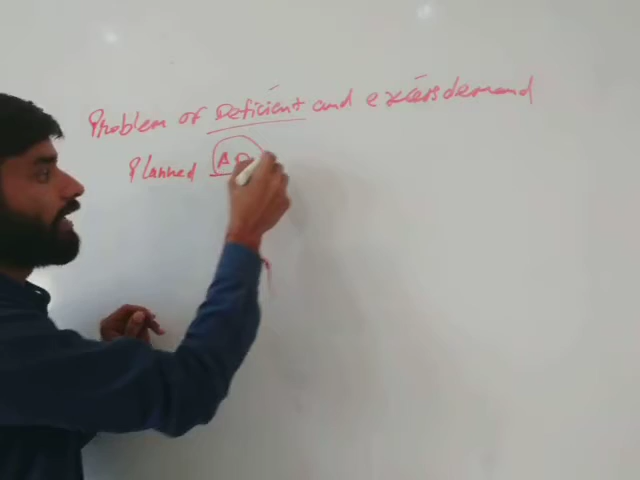 Problem of Deficient and excess demand
Planned AD